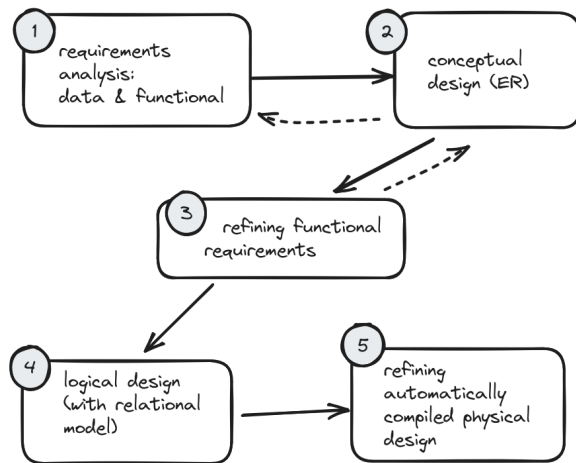 1
requirements
analysis:
data & functional
2
conceptual
design (ER)
3
refining functional
requirements
4
logical design
(with relational
model)
5
refining
automatically
compiled physical
design